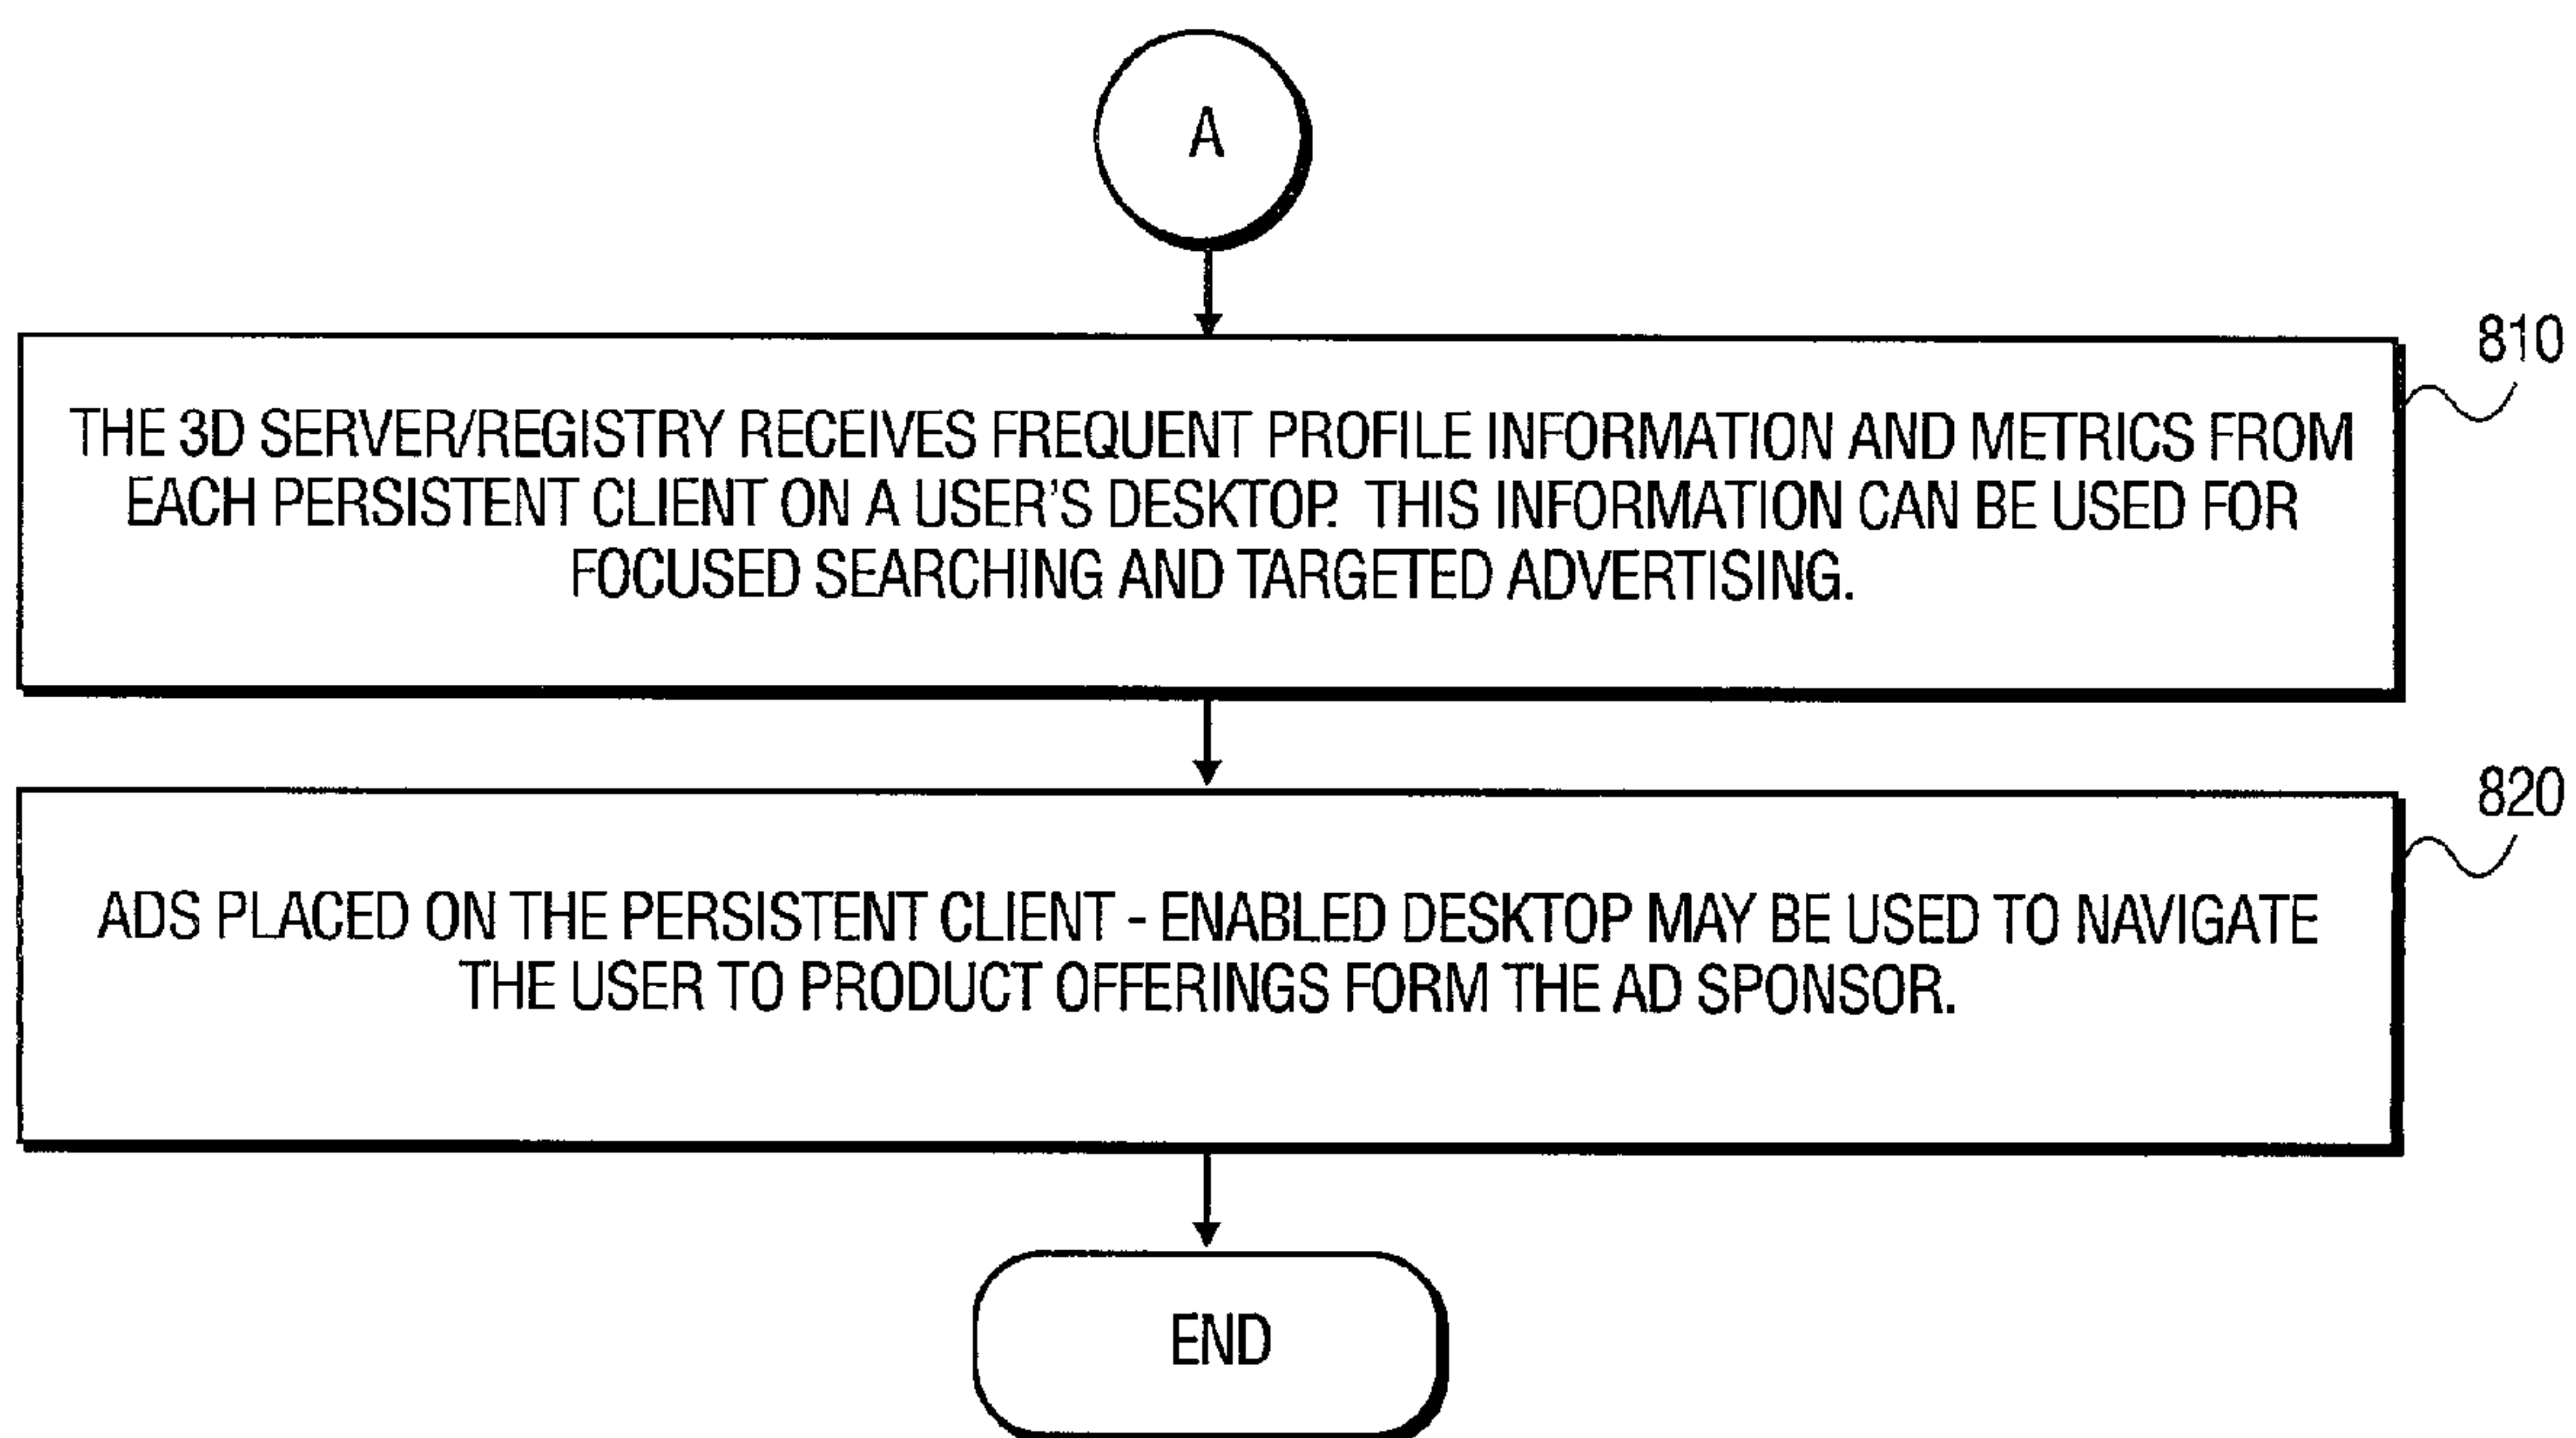 A
810
THE 3D SERVER/REGISTRY RECEIVES FREQUENT PROFILE INFORMATION AND METRICS FROM
EACH PERSISTENT CLIENT ON A USER'S DESKTOP. THIS INFORMATION CAN BE USED FOR
FOCUSED SEARCHING AND TARGETED ADVERTISING.
820
ADS PLACED ON THE PERSISTENT CLIENT - ENABLED DESKTOP MAY BE USED TO NAVIGATE
THE USER TO PRODUCT OFFERINGS FORM THE AD SPONSOR.
END